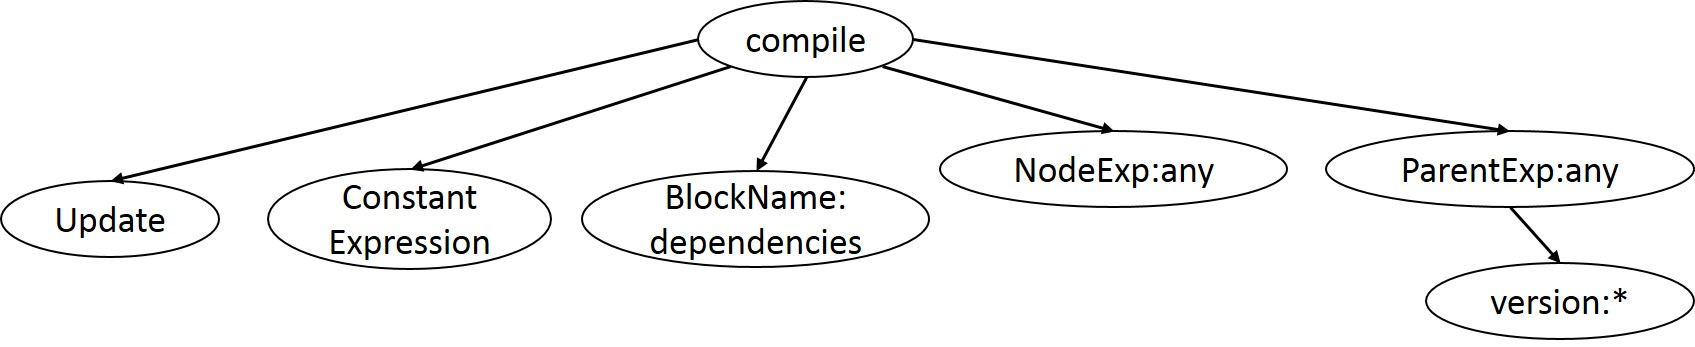 compile
Update
Constant
Expression
BlockName:
dependencies
NodeExp:any
ParentExp:any
version:*